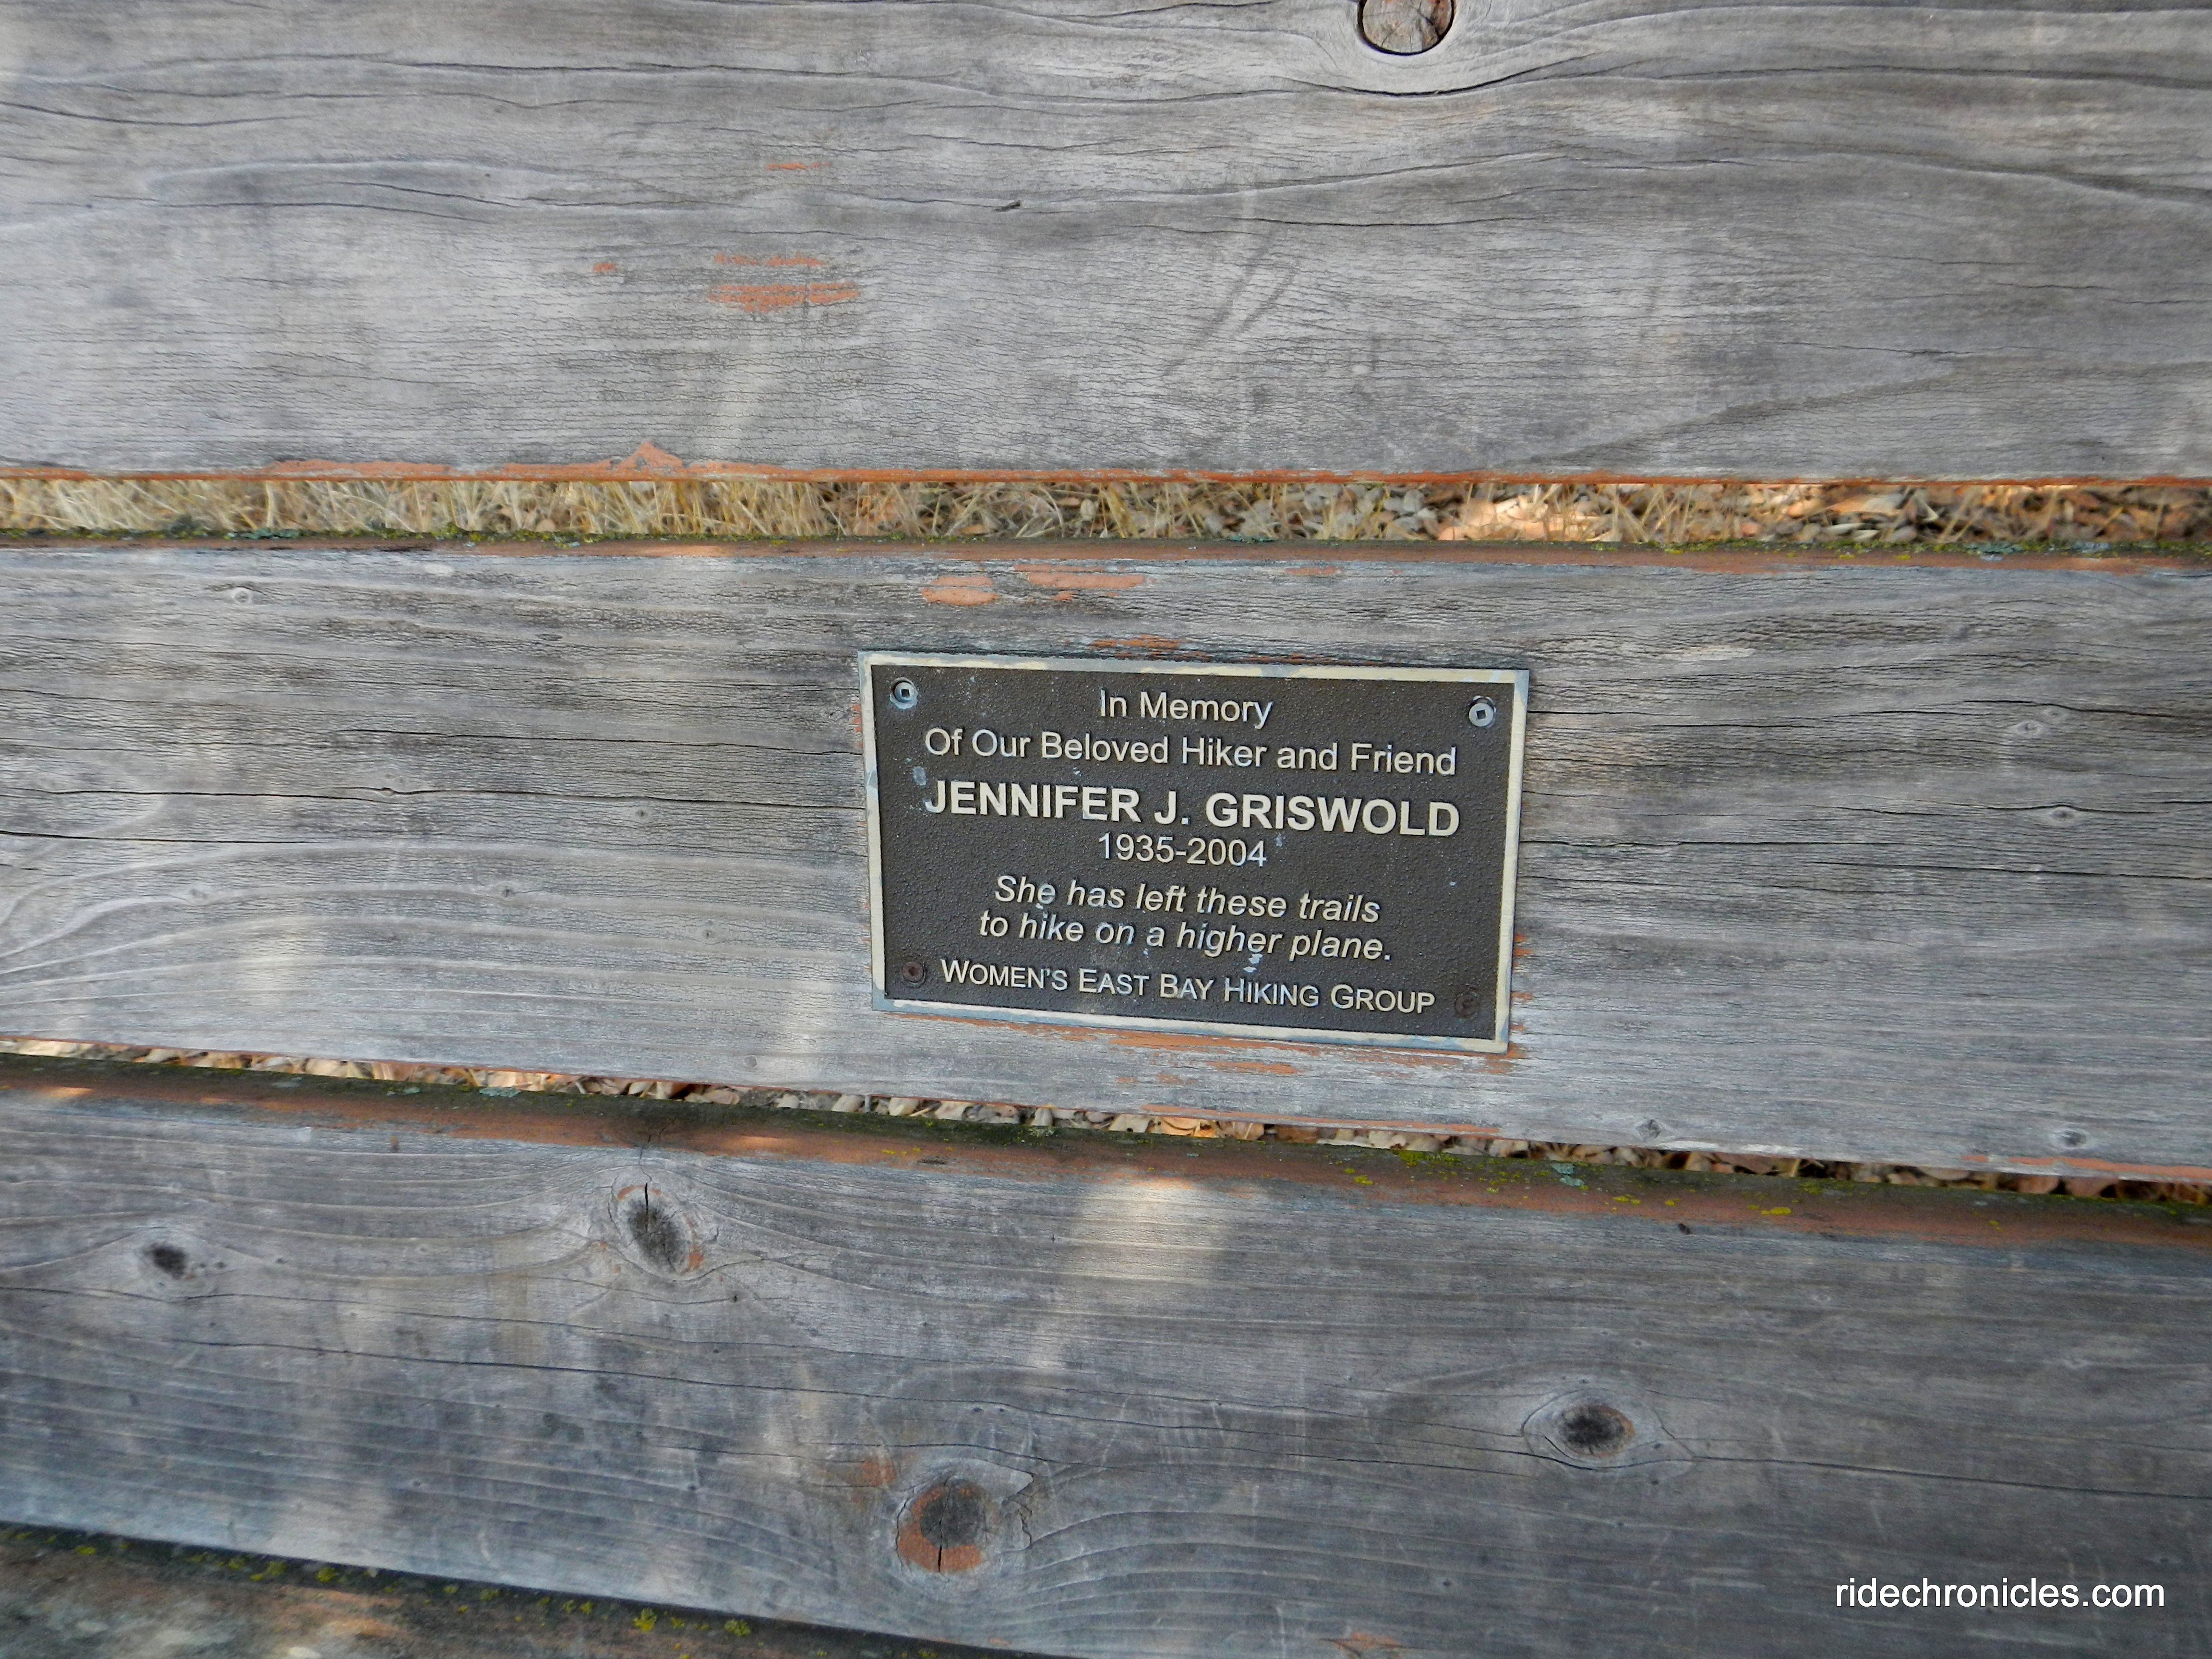 In Memory
Of Our Beloved Hiker and Friend
JENNIFER J. GRISWOLD
1935-2004
She has left these trails
to hike on a higher plane.
WOMEN'S EAST BAY HIKING GROUP
ridechronicles.com